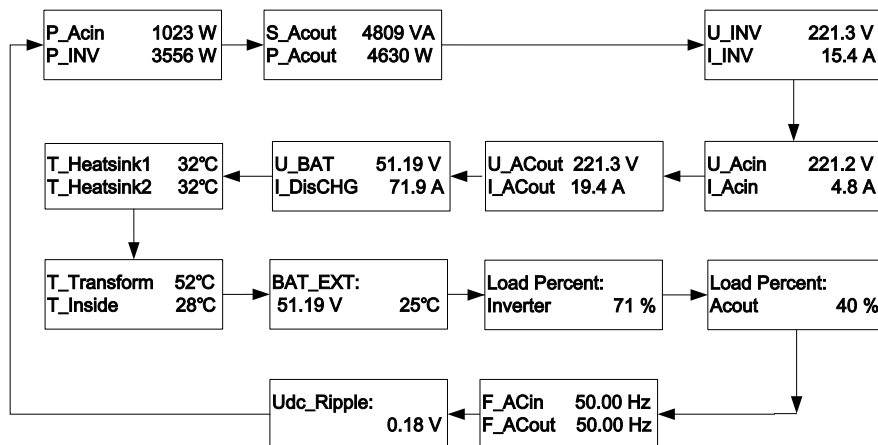 P_Acin 1023 W
P_INV 3556 W
S_Acout 4809 VA
P_Acout 4630 W
U_INV 221.3 V
I_INV 15.4 A
T_Heatsink1 32℃
T_Heatsink2 32℃
U_BAT 51.19 V
I_DisCHG 71.9 A
U_ACout 221.3 V
I_ACout 19.4 A
U_Acin 221.2 V
I_Acin 4.8 A
T_Transform 52℃
T_Inside 28℃
BAT_EXT:
51.19 V 25℃
Load Percent:
Inverter 71 %
Load Percent:
Acout 40 %
Udc_Ripple:
0.18 V
F_ACin 50.00 Hz
F_ACout 50.00 Hz